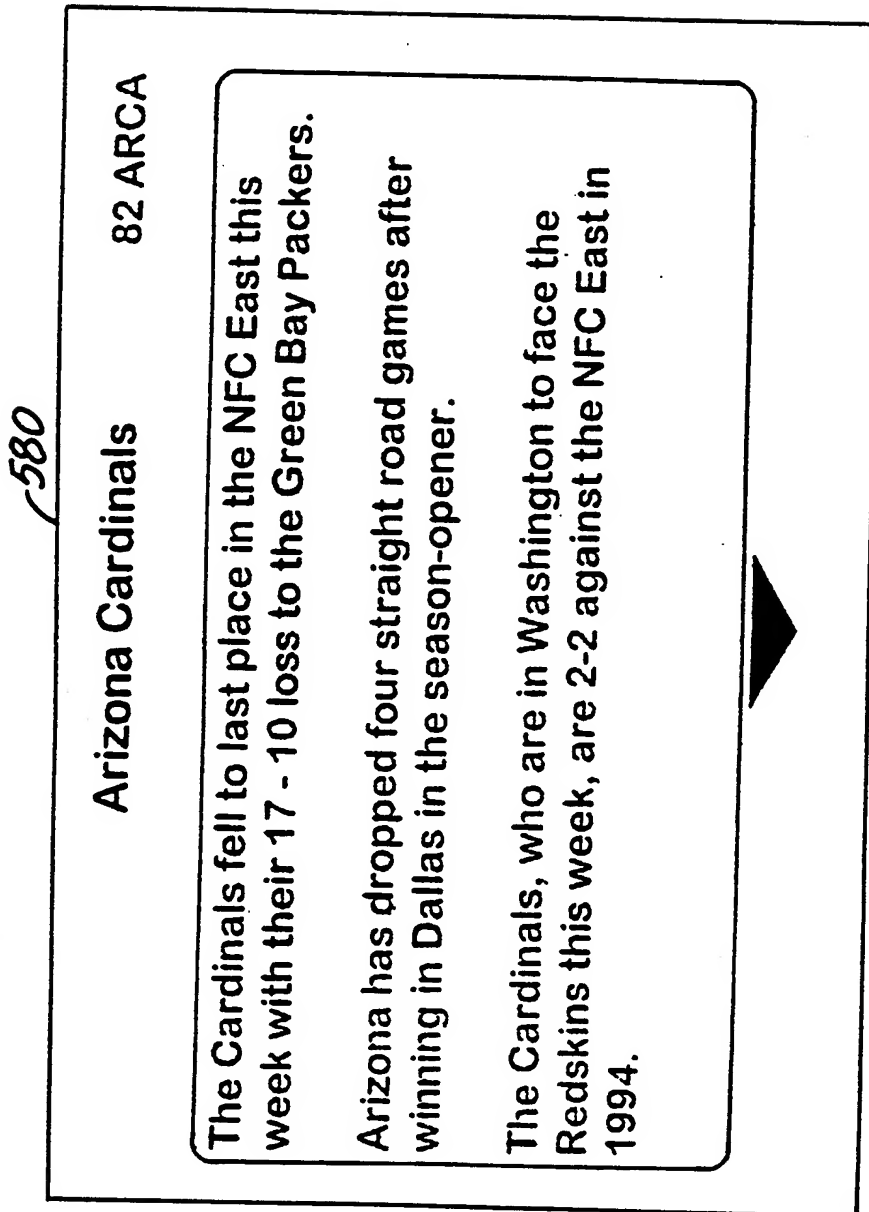 580
Arizona Cardinals 82 ARCA
The Cardinals fell to last place in the NFC East this
week with their 17 - 10 loss to the Green Bay Packers.
Arizona has dropped four straight road games after
winning in Dallas in the season-opener.
The Cardinals, who are in Washington to face the
Redskins this week, are 2-2 against the NFC East in
1994.